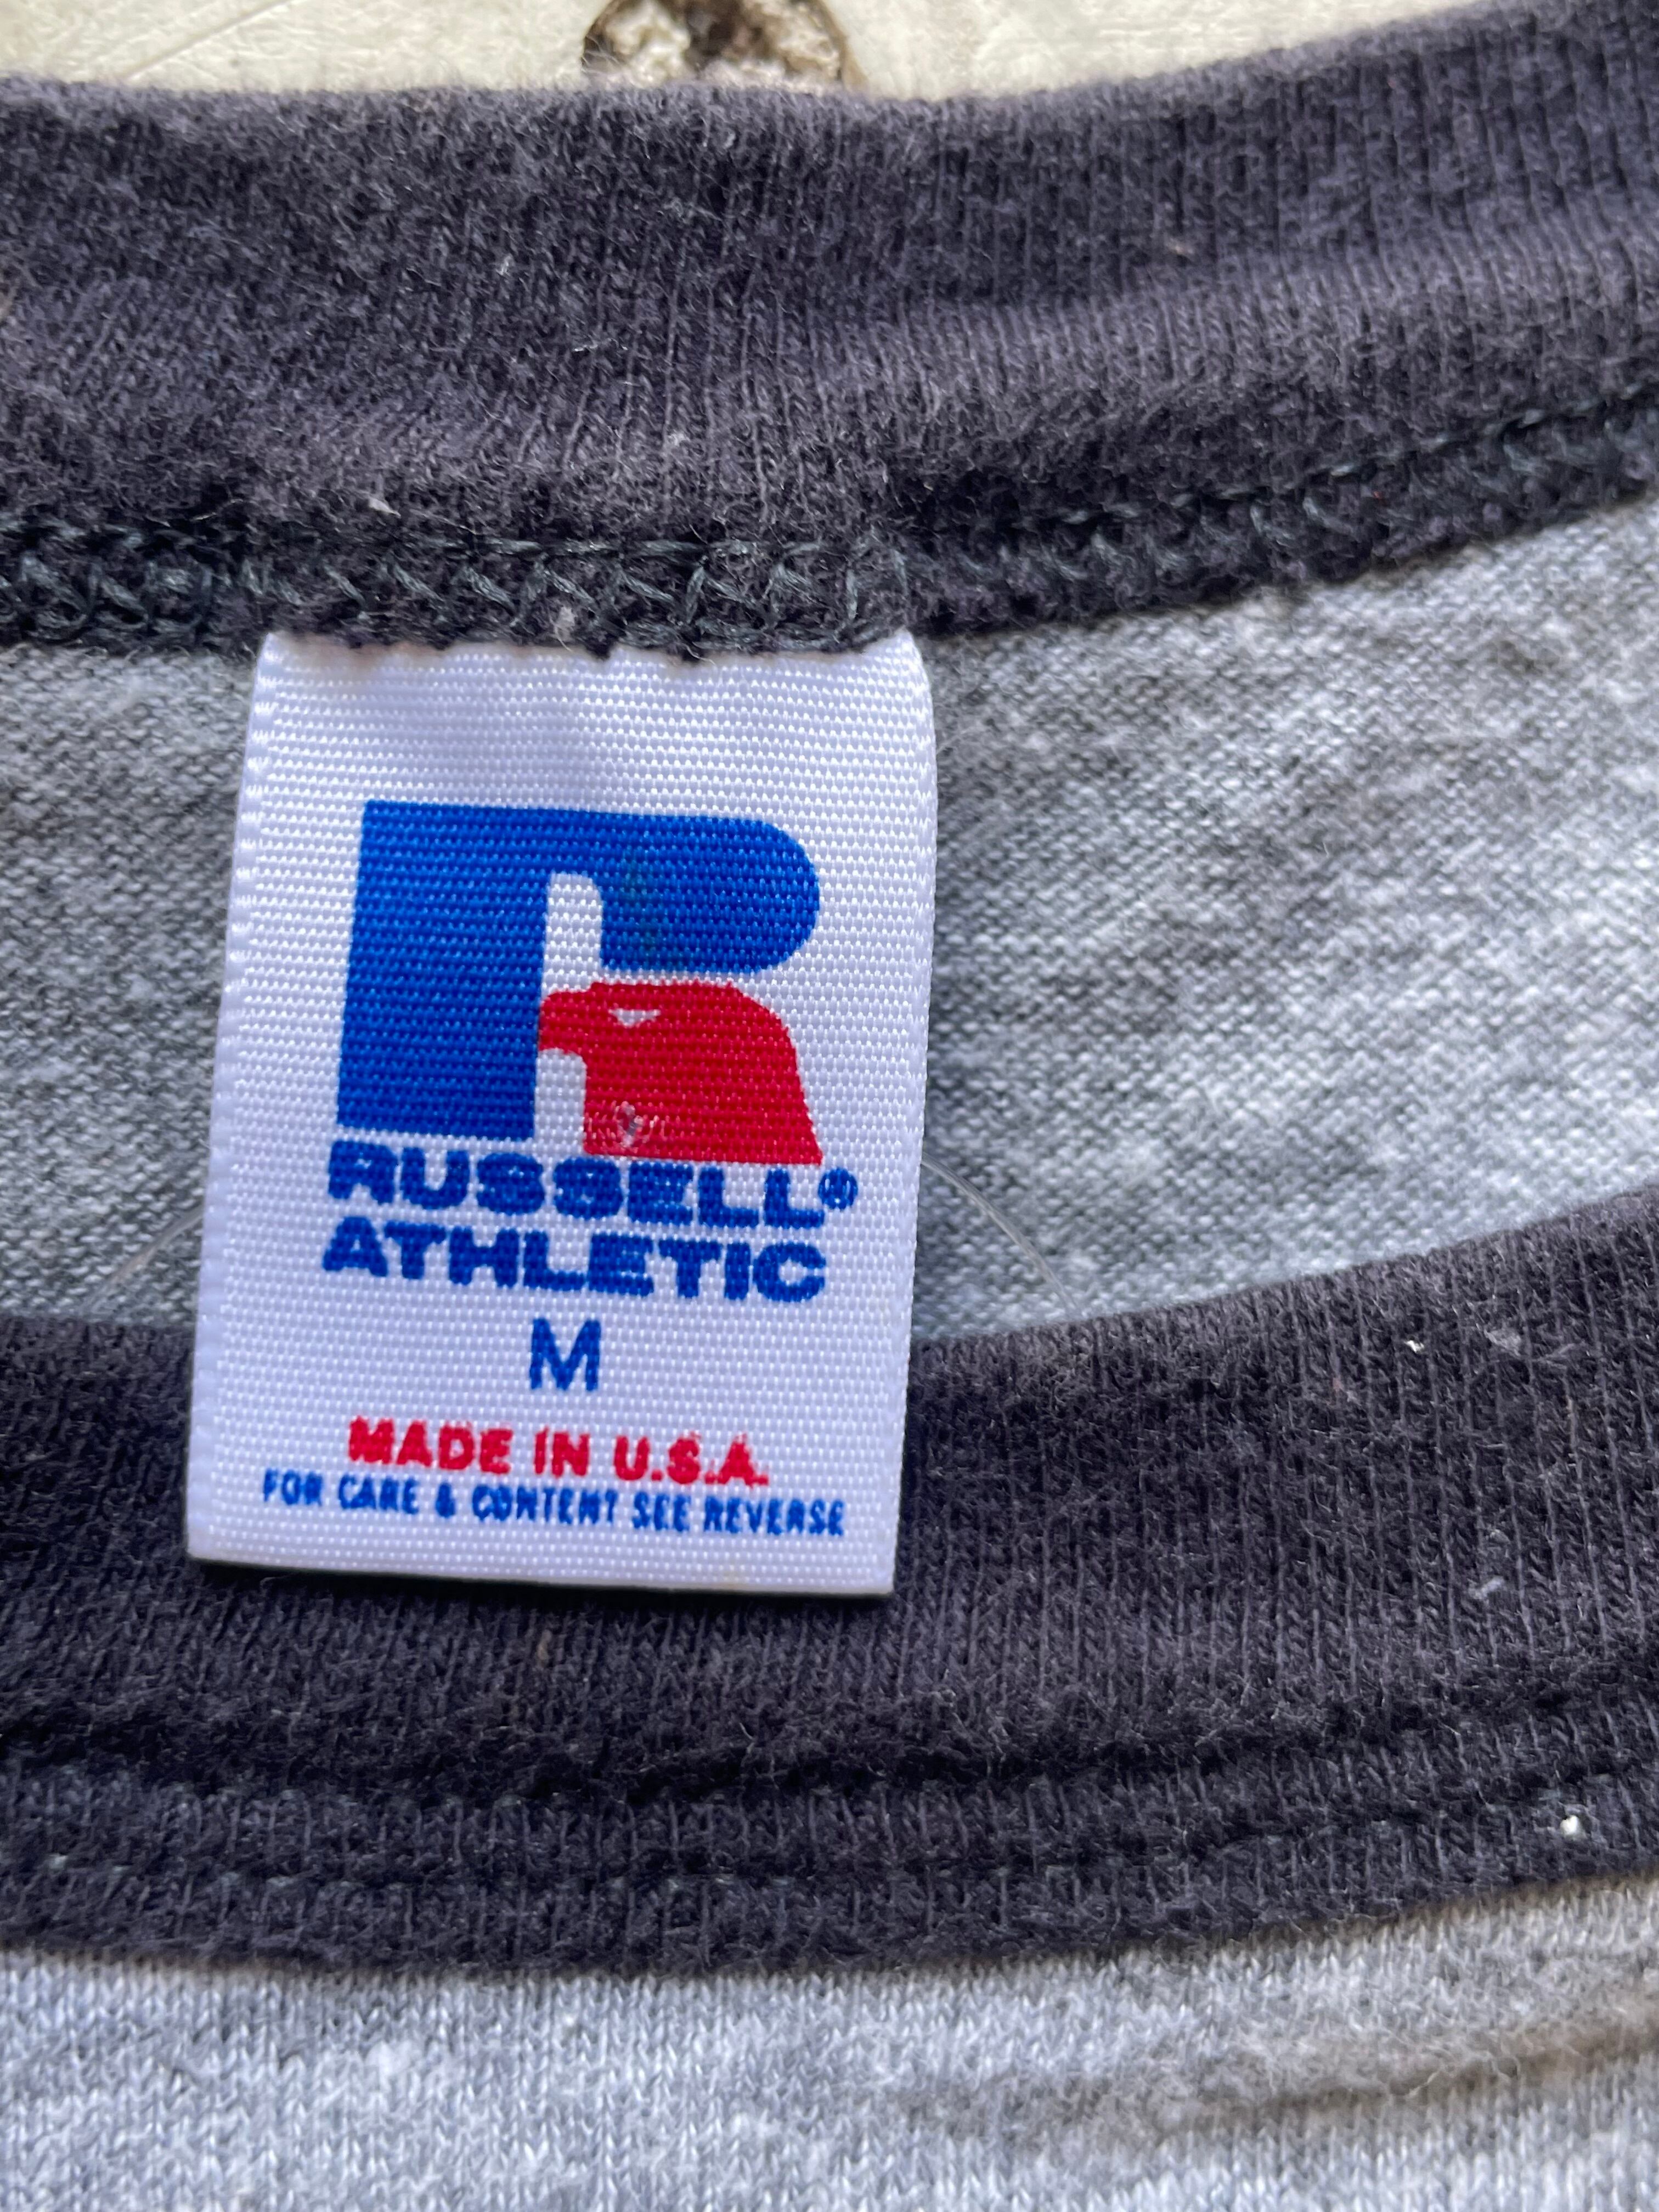 RUSSELL®
ATHLETIC
M
MADE IN U.S.A.
FOR CARE & CONTENT SEE REVERSE